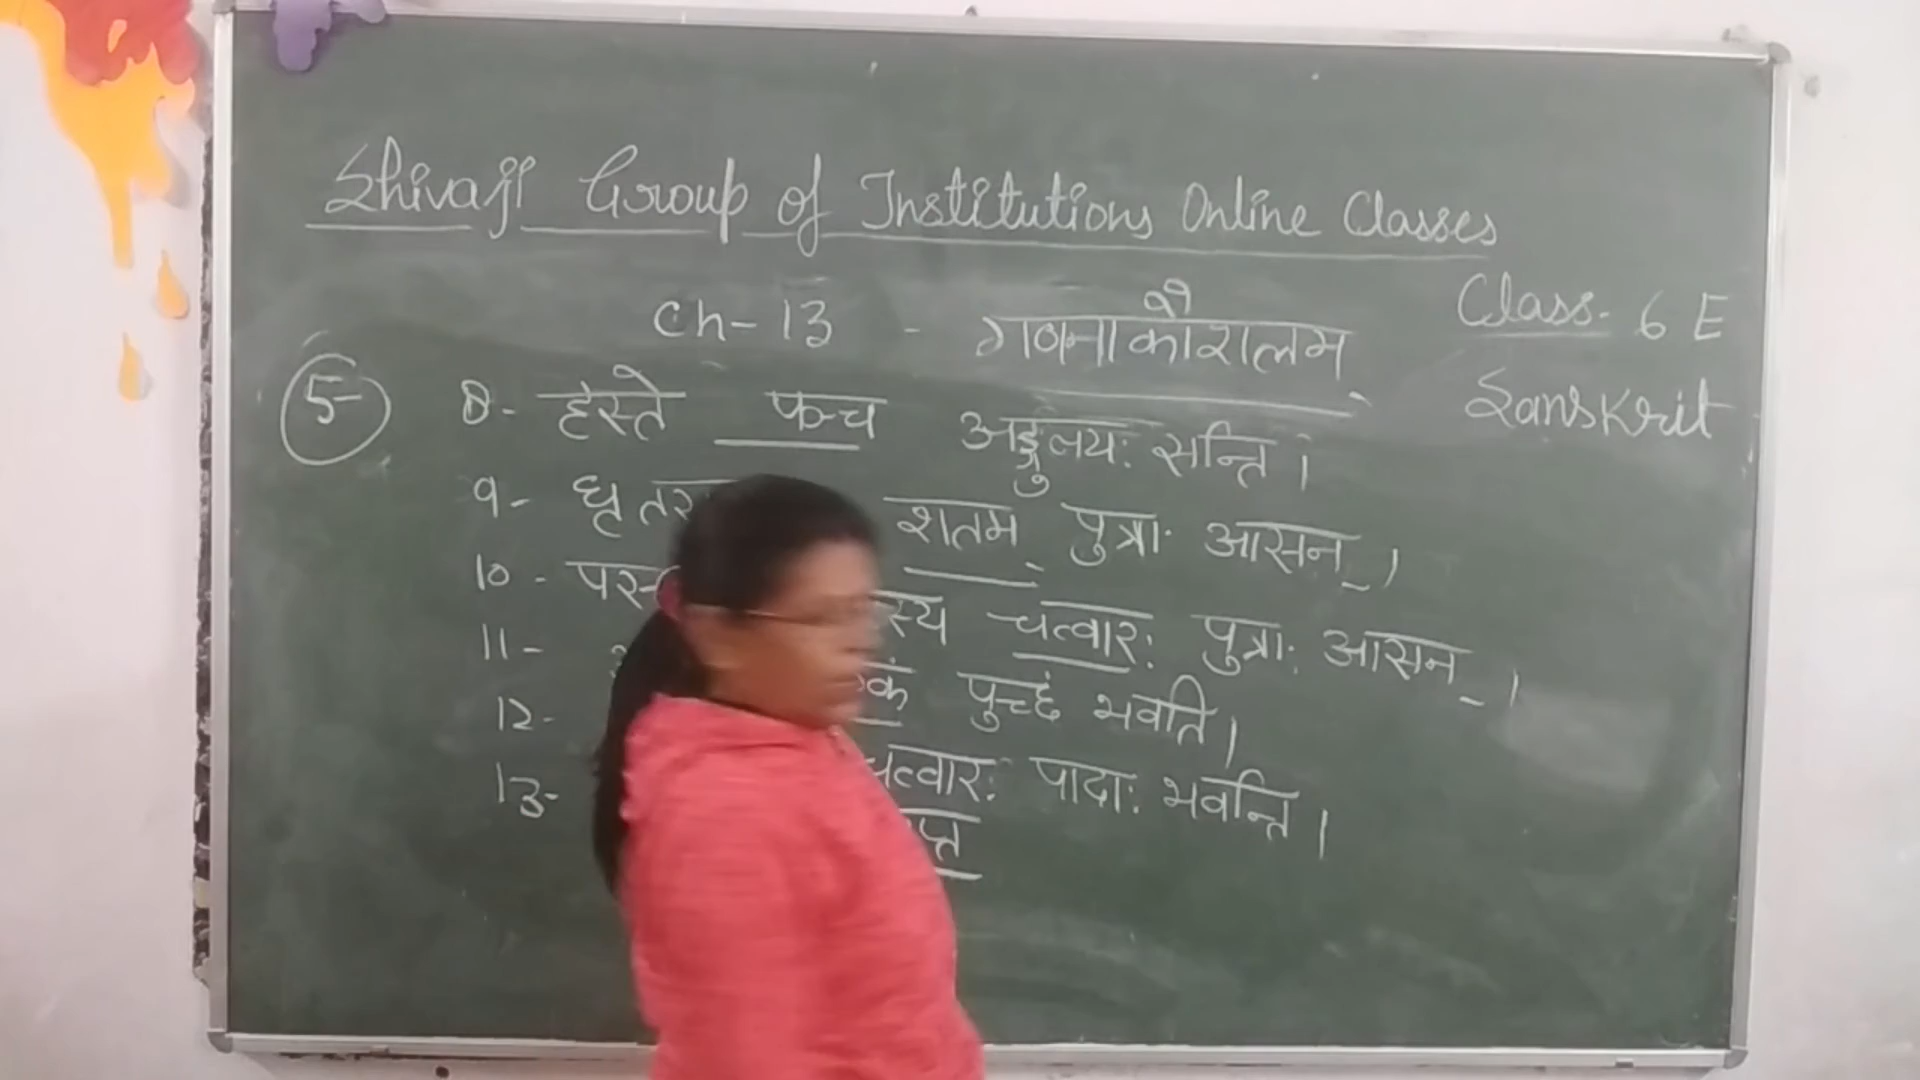 Shivaji Group of Institutions Online Classes
Ch-13 - गणनाकौशलम्
Class- 6 E
Sanskrit
5-
8- हस्ते पञ्च अङ्गुलयः सन्ति।
9- शतम् पुत्राः आसन्।
10- चत्वारः पुत्राः आसन्।
11- एकं पुच्छं भवति।
12- चत्वारः पादाः भवन्ति।
13-